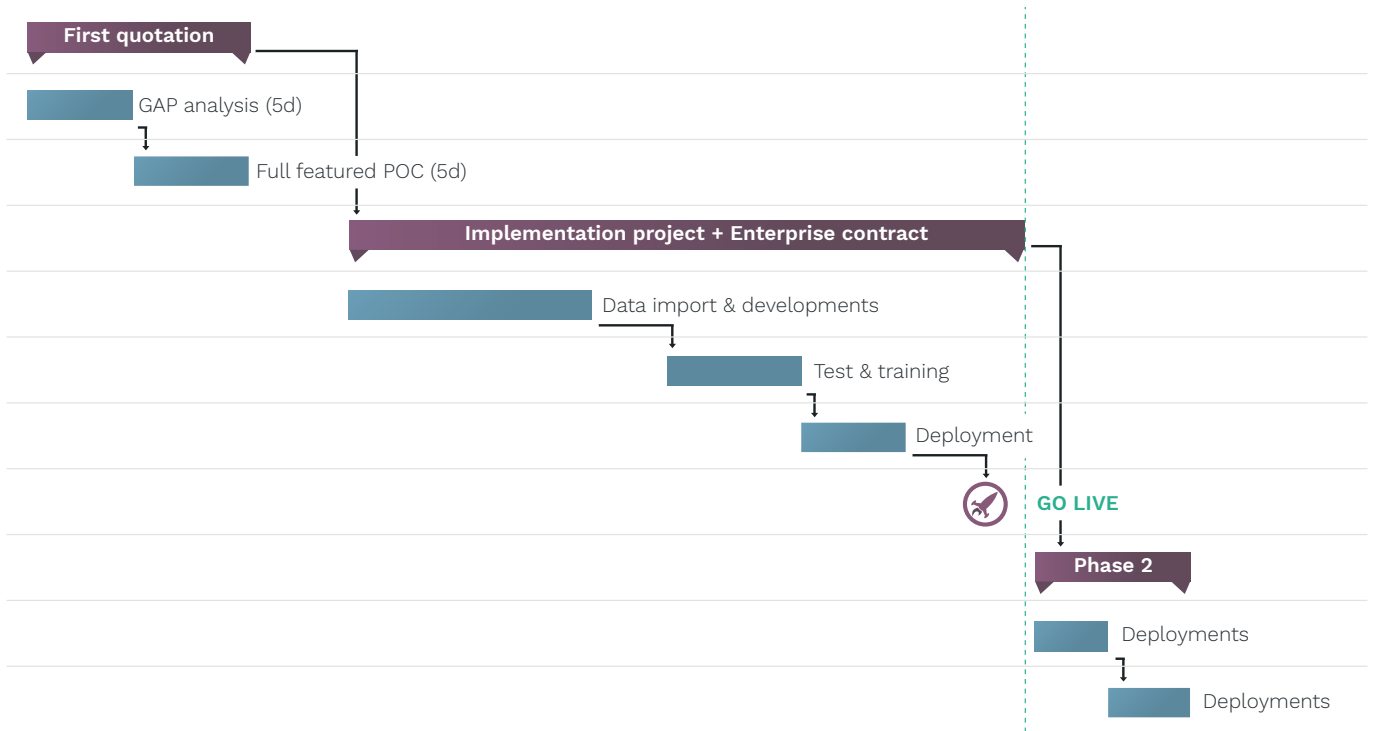 First quotation
GAP analysis (5d)
Full featured POC (5d)
Implementation project + Enterprise contract
Data import & developments
Test & training
Deployment
GO LIVE
Phase 2
Deployments
Deployments